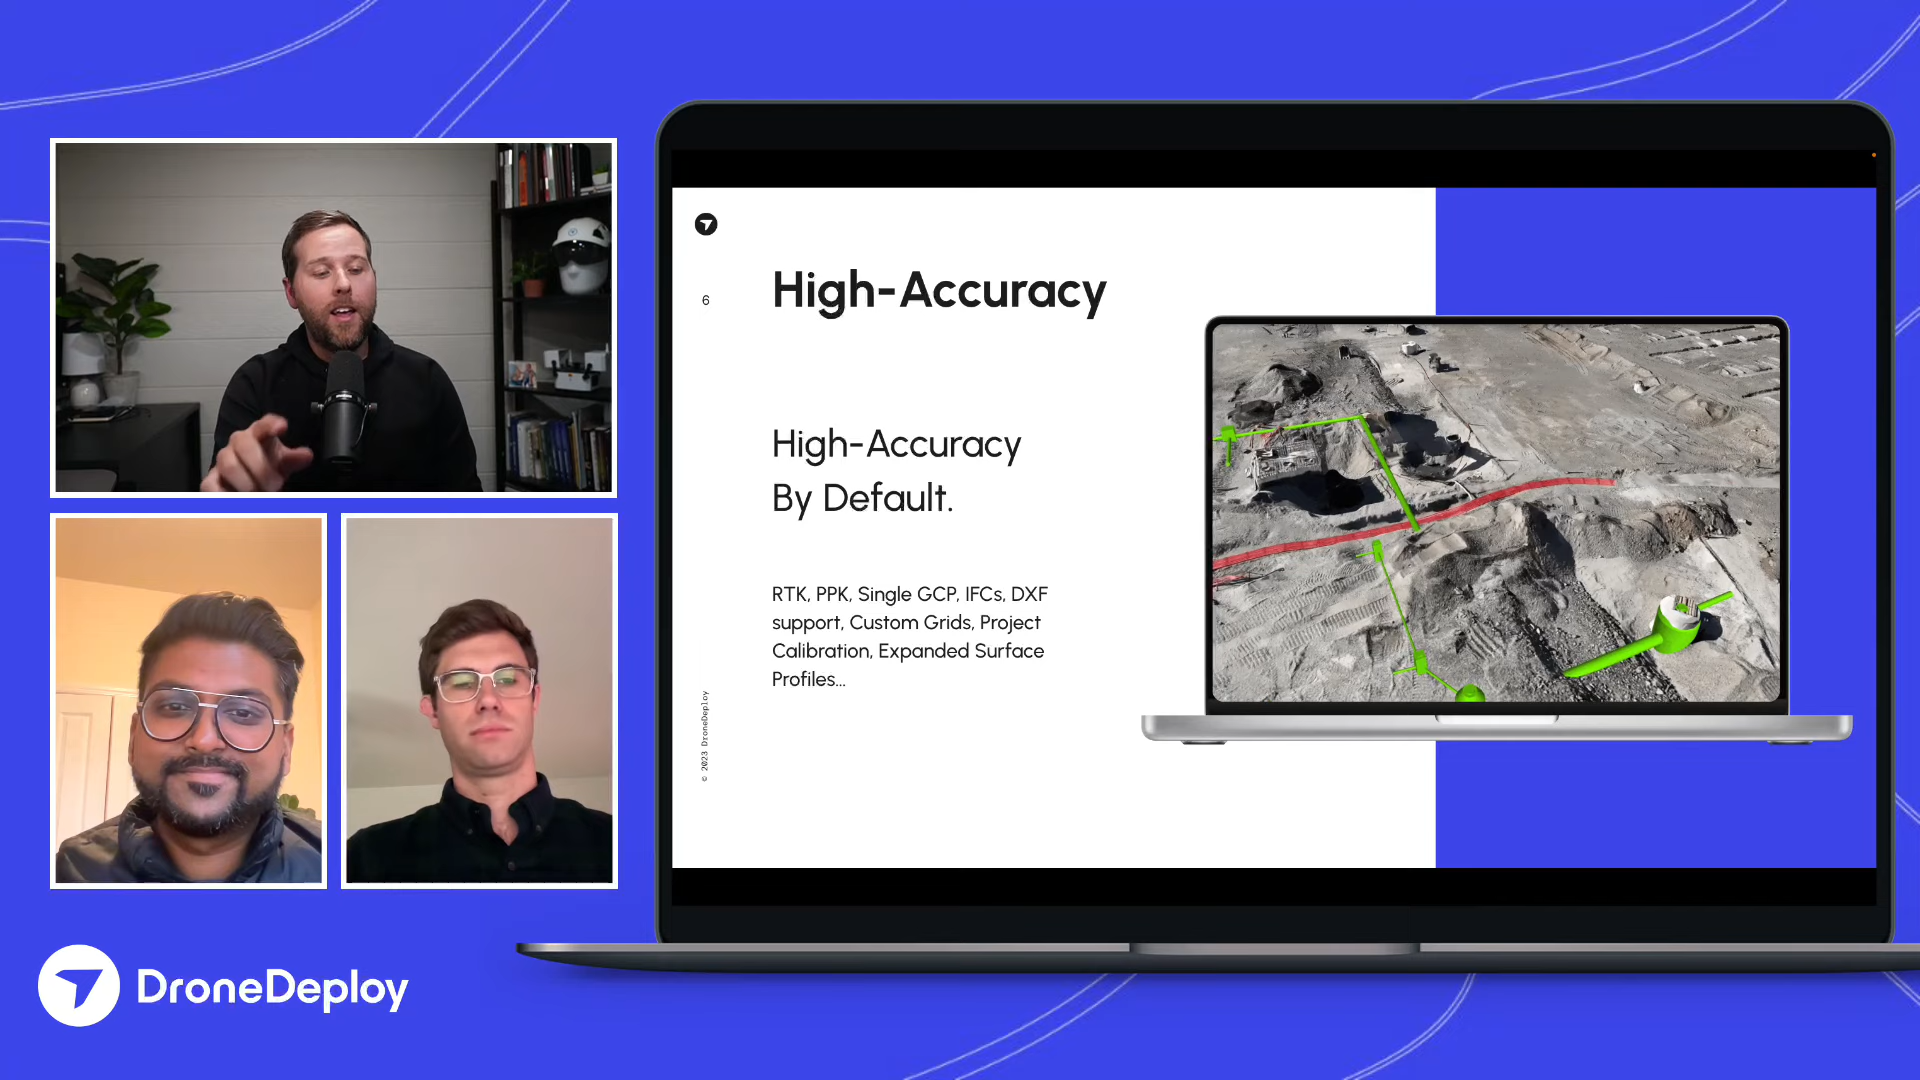 6
High-Accuracy
High-Accuracy
By Default.
RTK, PPK, Single GCP, IFCs, DXF
support, Custom Grids, Project
Calibration, Expanded Surface
Profiles...
© 2023 DroneDeploy
DroneDeploy